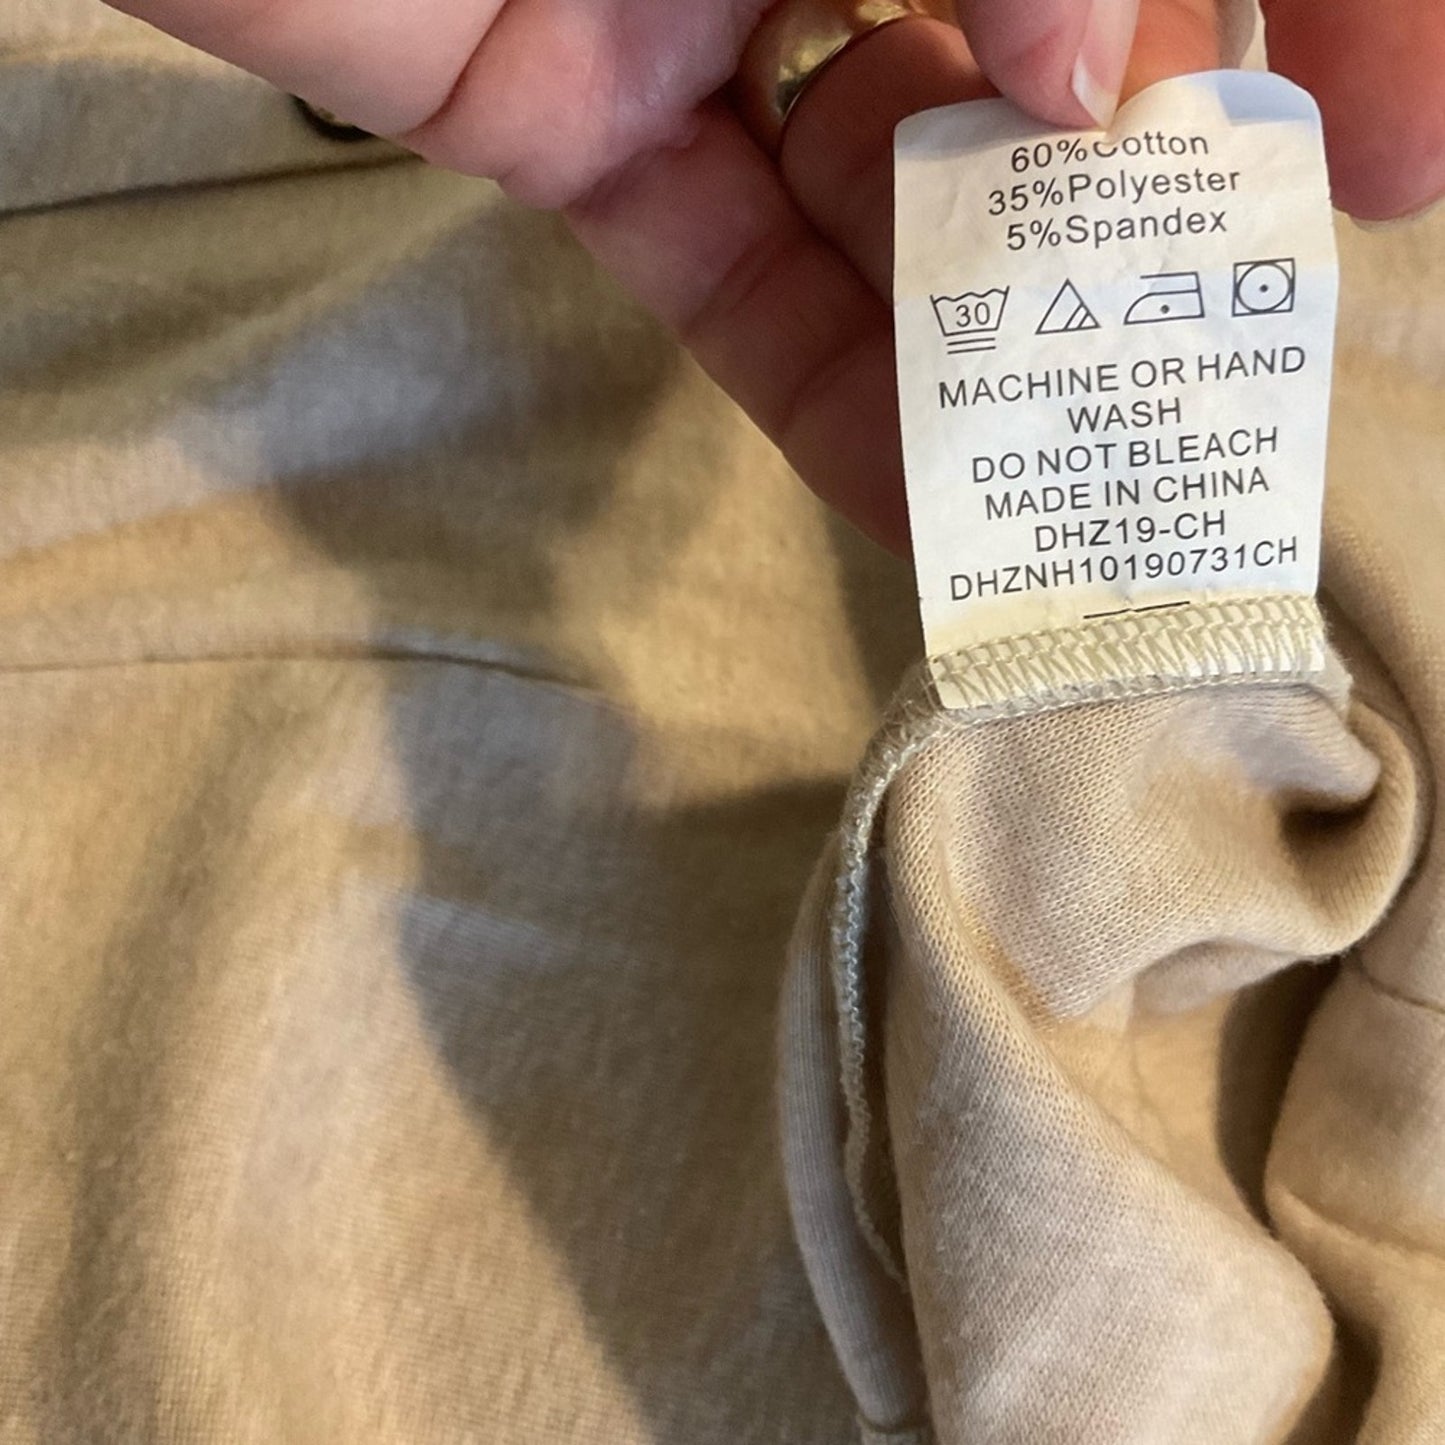 60%Cotton
35%Polyester
5%Spandex
30
MACHINE OR HAND
WASH
DO NOT BLEACH
MADE IN CHINA
DHZ19-CH
DHZNH10190731CH